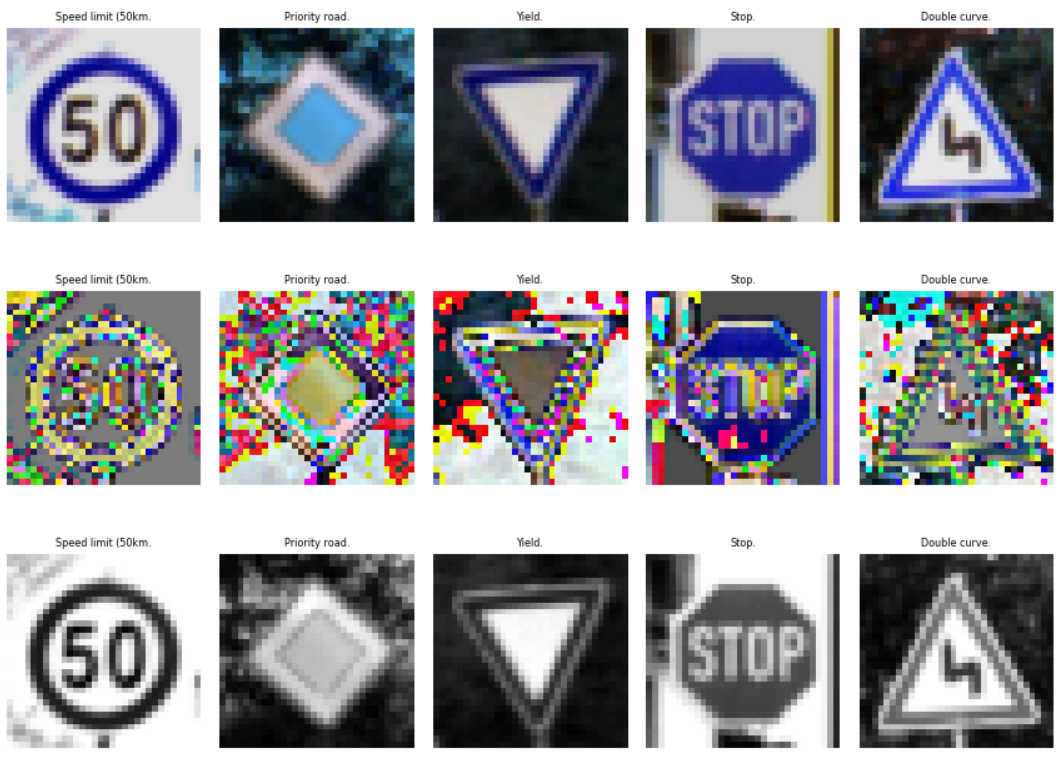 Speed limit (50km.
Priority road.
Yield.
Stop.
Double curve.
50
STOP
Speed limit (50km.
Priority road.
Yield.
Stop.
Double curve.
50
Speed limit (50km.
Priority road.
Yield.
Stop.
Double curve.
50
STOP